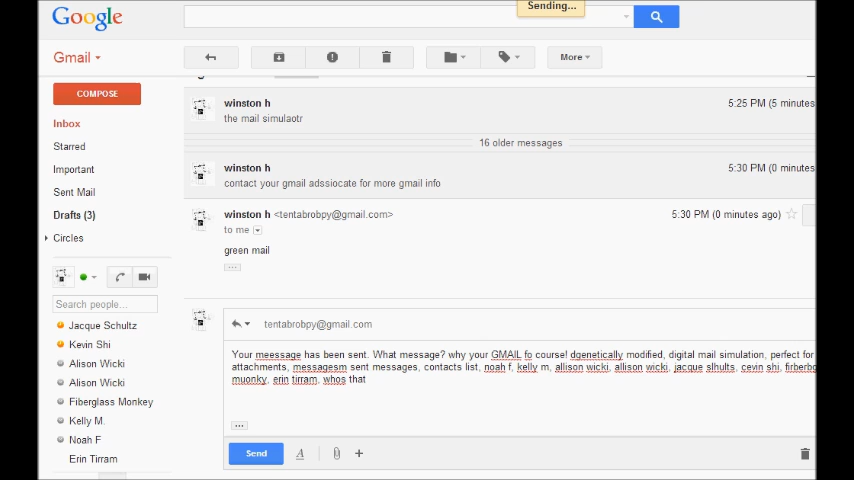 Sending...
Google
Gmail
More
COMPOSE
Inbox
Starred
Important
Sent Mail
Drafts (3)
Circles
Search people...
Jacque Schultz
Kevin Shi
Alison Wicki
Alison Wicki
Fiberglass Monkey
Kelly M.
Noah F
Erin Tirram
winston h 5:25 PM (5 minutes
the mail simulaotr
16 older messages
winston h 5:30 PM (0 minutes
contact your gmail adssiocate for more gmail info
winston h <tentabrobpy@gmail.com> 5:30 PM (0 minutes ago)
to me
green mail
tentabrobpy@gmail.com
Your meessage has been sent. What message? why your GMAIL fo course! dgenetically modified, digital mail simulation, perfect for
attachments, messagesm sent messages, contacts list, noah f, kelly m, allison wicki, allison wicki, jacque slhults, cevin shi, firberbg
muonky, erin tirram, whos that
Send